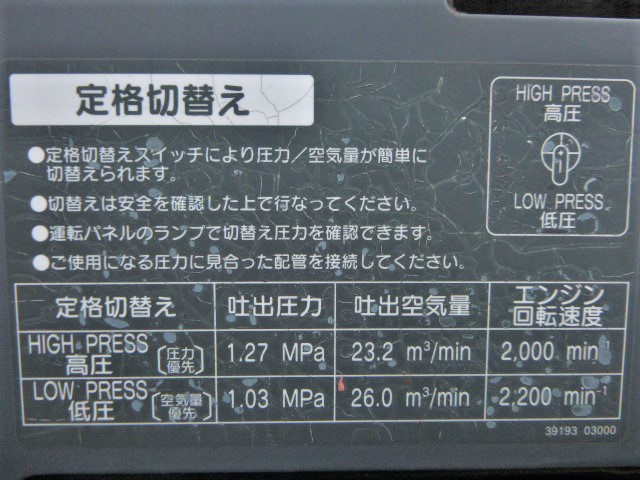 定格切替え
●定格切替えスイッチにより圧力／空気量が簡単に
切替えられます。
●切替えは安全を確認した上で行なってください。
●運転パネルのランプで切替え圧力を確認できます。
●ご使用になる圧力に見合った配管を接続してください。
HIGH PRESS
高圧
LOW PRESS
低圧
定格切替え 吐出圧力 吐出空気量 エンジン
回転速度
HIGH PRESS
高圧 〔圧力
優先〕 1.27 MPa 23.2 m³/min 2,000 min⁻¹
LOW PRESS
低圧 〔空気量
優先〕 1.03 MPa 26.0 m³/min 2,200 min⁻¹
39193 03000